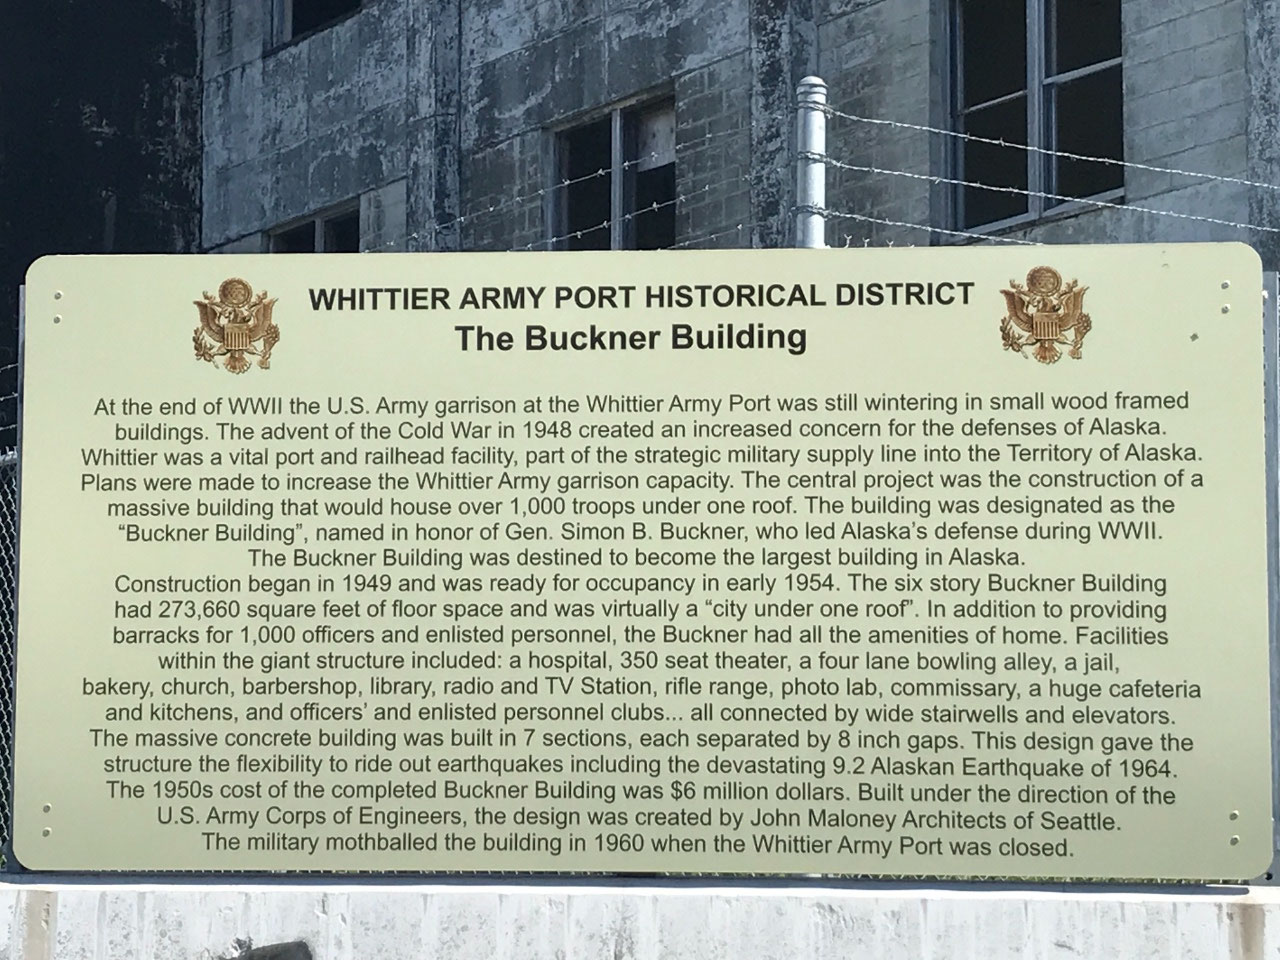 WHITTIER ARMY PORT HISTORICAL DISTRICT
The Buckner Building
At the end of WWII the U.S. Army garrison at the Whittier Army Port was still wintering in small wood framed
buildings. The advent of the Cold War in 1948 created an increased concern for the defenses of Alaska.
Whittier was a vital port and railhead facility, part of the strategic military supply line into the Territory of Alaska.
Plans were made to increase the Whittier Army garrison capacity. The central project was the construction of a
massive building that would house over 1,000 troops under one roof. The building was designated as the
“Buckner Building”, named in honor of Gen. Simon B. Buckner, who led Alaska’s defense during WWII.
The Buckner Building was destined to become the largest building in Alaska.
Construction began in 1949 and was ready for occupancy in early 1954. The six story Buckner Building
had 273,660 square feet of floor space and was virtually a “city under one roof”. In addition to providing
barracks for 1,000 officers and enlisted personnel, the Buckner had all the amenities of home. Facilities
within the giant structure included: a hospital, 350 seat theater, a four lane bowling alley, a jail,
bakery, church, barbershop, library, radio and TV Station, rifle range, photo lab, commissary, a huge cafeteria
and kitchens, and officers’ and enlisted personnel clubs... all connected by wide stairwells and elevators.
The massive concrete building was built in 7 sections, each separated by 8 inch gaps. This design gave the
structure the flexibility to ride out earthquakes including the devastating 9.2 Alaskan Earthquake of 1964.
The 1950s cost of the completed Buckner Building was $6 million dollars. Built under the direction of the
U.S. Army Corps of Engineers, the design was created by John Maloney Architects of Seattle.
The military mothballed the building in 1960 when the Whittier Army Port was closed.